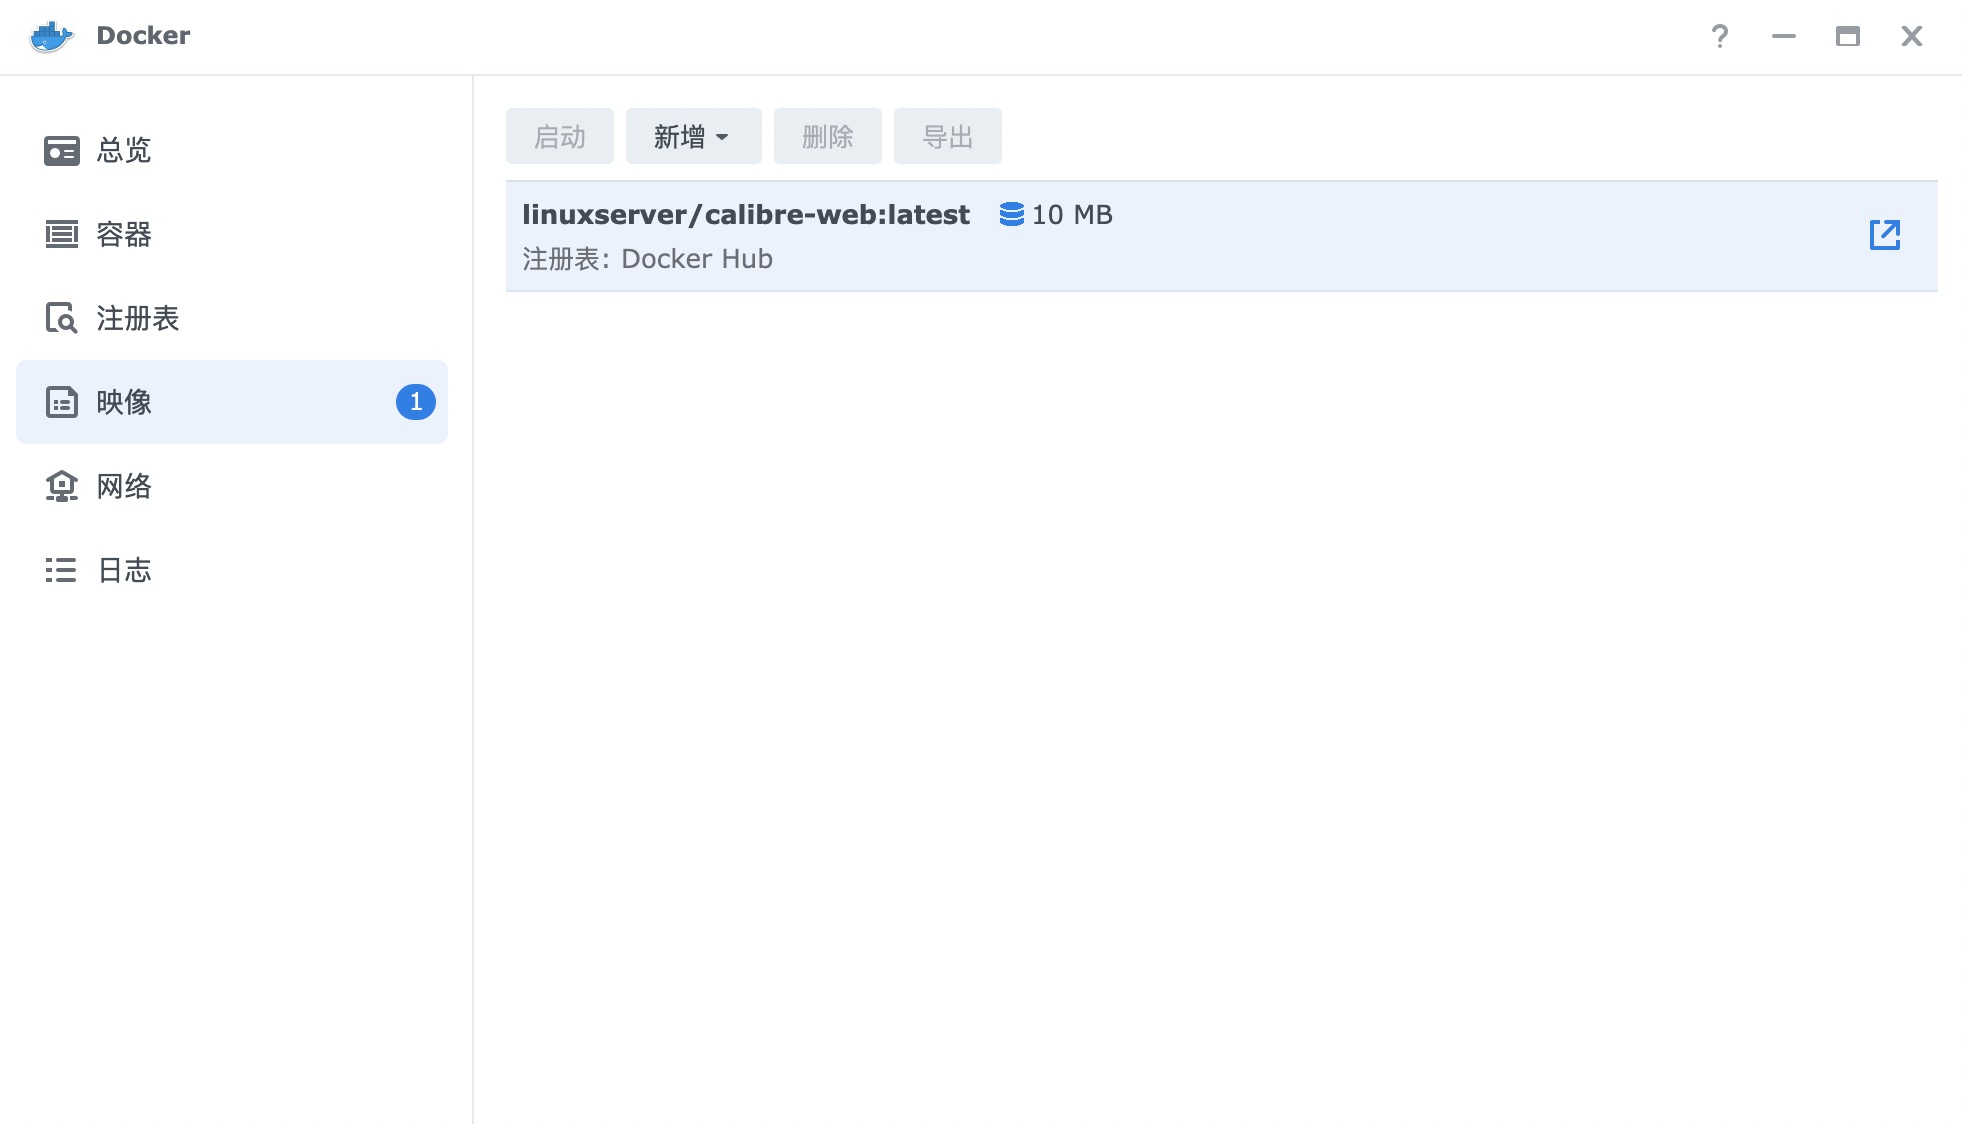 Docker
总览
容器
注册表
映像
1
网络
日志
启动 新增 删除 导出
linuxserver/calibre-web:latest 10 MB
注册表: Docker Hub